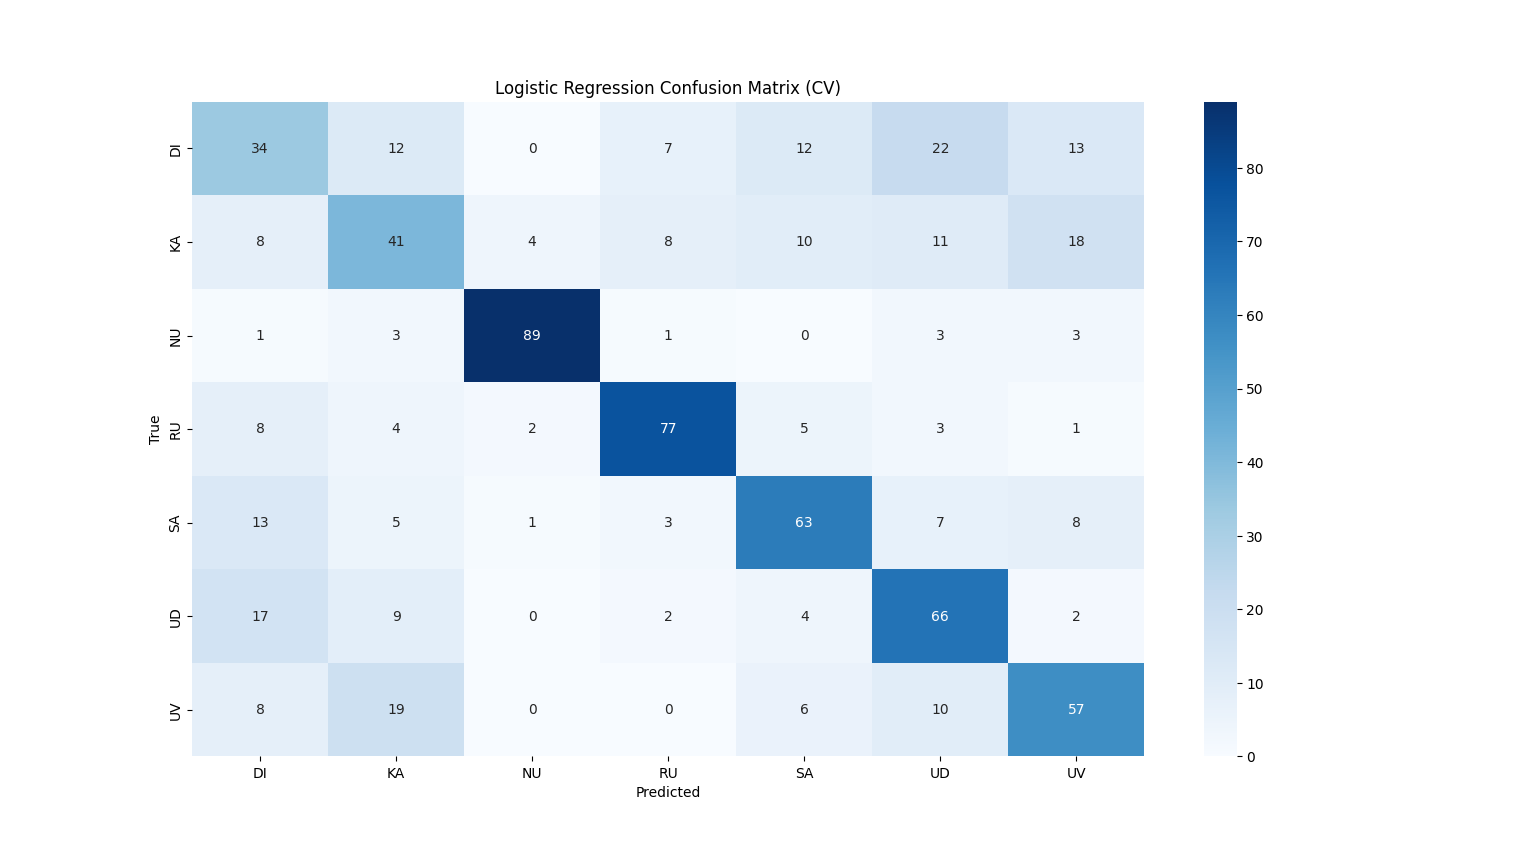 Logistic Regression Confusion Matrix (CV)
True
DI 34 12 0 7 12 22 13
KA 8 41 4 8 10 11 18
NU 1 3 89 1 0 3 3
RU 8 4 2 77 5 3 1
SA 13 5 1 3 63 7 8
UD 17 9 0 2 4 66 2
UV 8 19 0 0 6 10 57
DI KA NU RU SA UD UV
Predicted
80
70
60
50
40
30
20
10
0